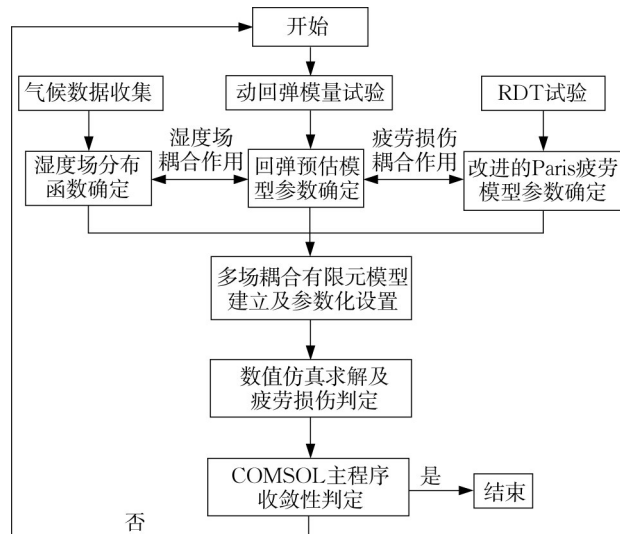 开始
气候数据收集
动回弹模量试验
RDT试验
湿度场
耦合作用
疲劳损伤
耦合作用
湿度场分布
函数确定
回弹预估模
型参数确定
改进的Paris疲劳
模型参数确定
多场耦合有限元模型
建立及参数化设置
数值仿真求解及
疲劳损伤判定
COMSOL主程序
收敛性判定
是
结束
否